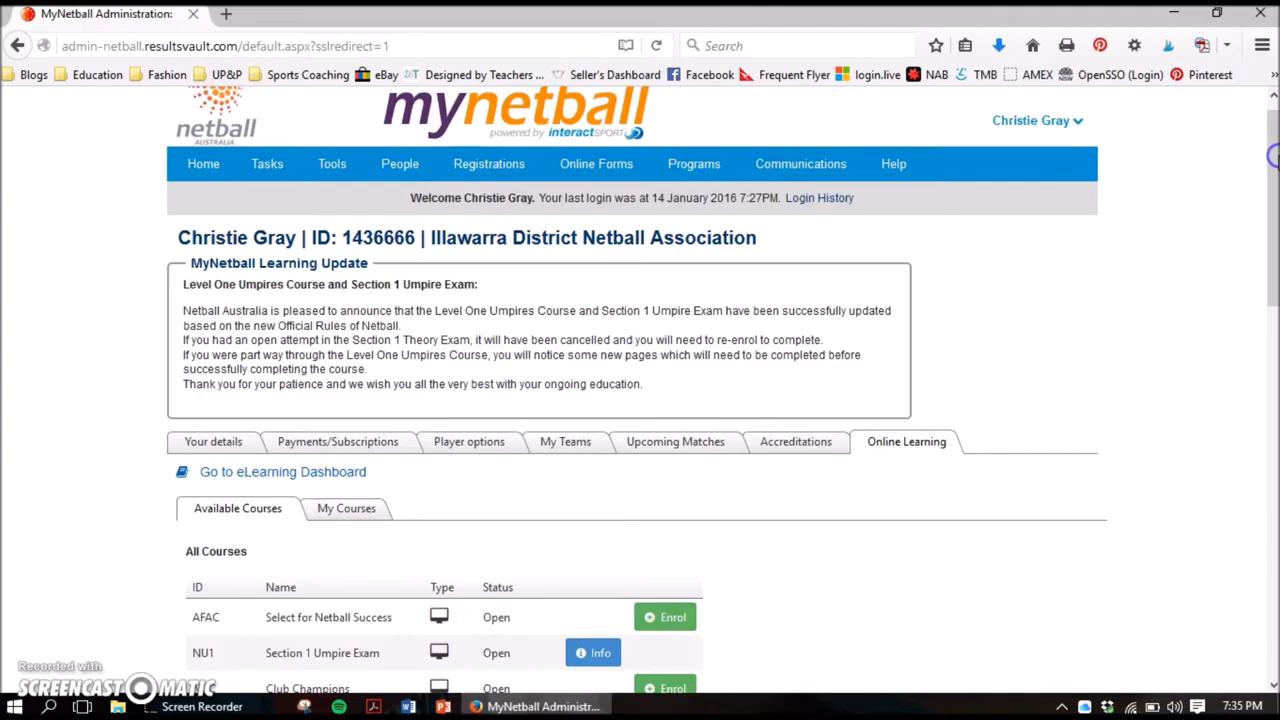 MyNetball Administration:
admin-netball.resultsvault.com/default.aspx?sslredirect=1
Search
Blogs Education Fashion UP&P Sports Coaching eBay Designed by Teachers ... Seller's Dashboard Facebook Frequent Flyer login.live NAB TMB AMEX OpenSSO (Login) Pinterest
netball
AUSTRALIA
mynetball
powered by interactSPORT
Christie Gray
Home Tasks Tools People Registrations Online Forms Programs Communications Help
Welcome Christie Gray. Your last login was at 14 January 2016 7:27PM. Login History
Christie Gray | ID: 1436666 | Illawarra District Netball Association
MyNetball Learning Update
Level One Umpires Course and Section 1 Umpire Exam:
Netball Australia is pleased to announce that the Level One Umpires Course and Section 1 Umpire Exam have been successfully updated
based on the new Official Rules of Netball.
If you had an open attempt in the Section 1 Theory Exam, it will have been cancelled and you will need to re-enrol to complete.
If you were part way through the Level One Umpires Course, you will notice some new pages which will need to be completed before
successfully completing the course.
Thank you for your patience and we wish you all the very best with your ongoing education.
Your details Payments/Subscriptions Player options My Teams Upcoming Matches Accreditations Online Learning
Go to eLearning Dashboard
Available Courses My Courses
All Courses
ID Name Type Status
AFAC Select for Netball Success Open Enrol
NU1 Section 1 Umpire Exam Open Info
Club Champions Open Enrol
Recorded with
SCREENCAST-O-MATIC
Screen Recorder
MyNetball Administr...
7:35 PM